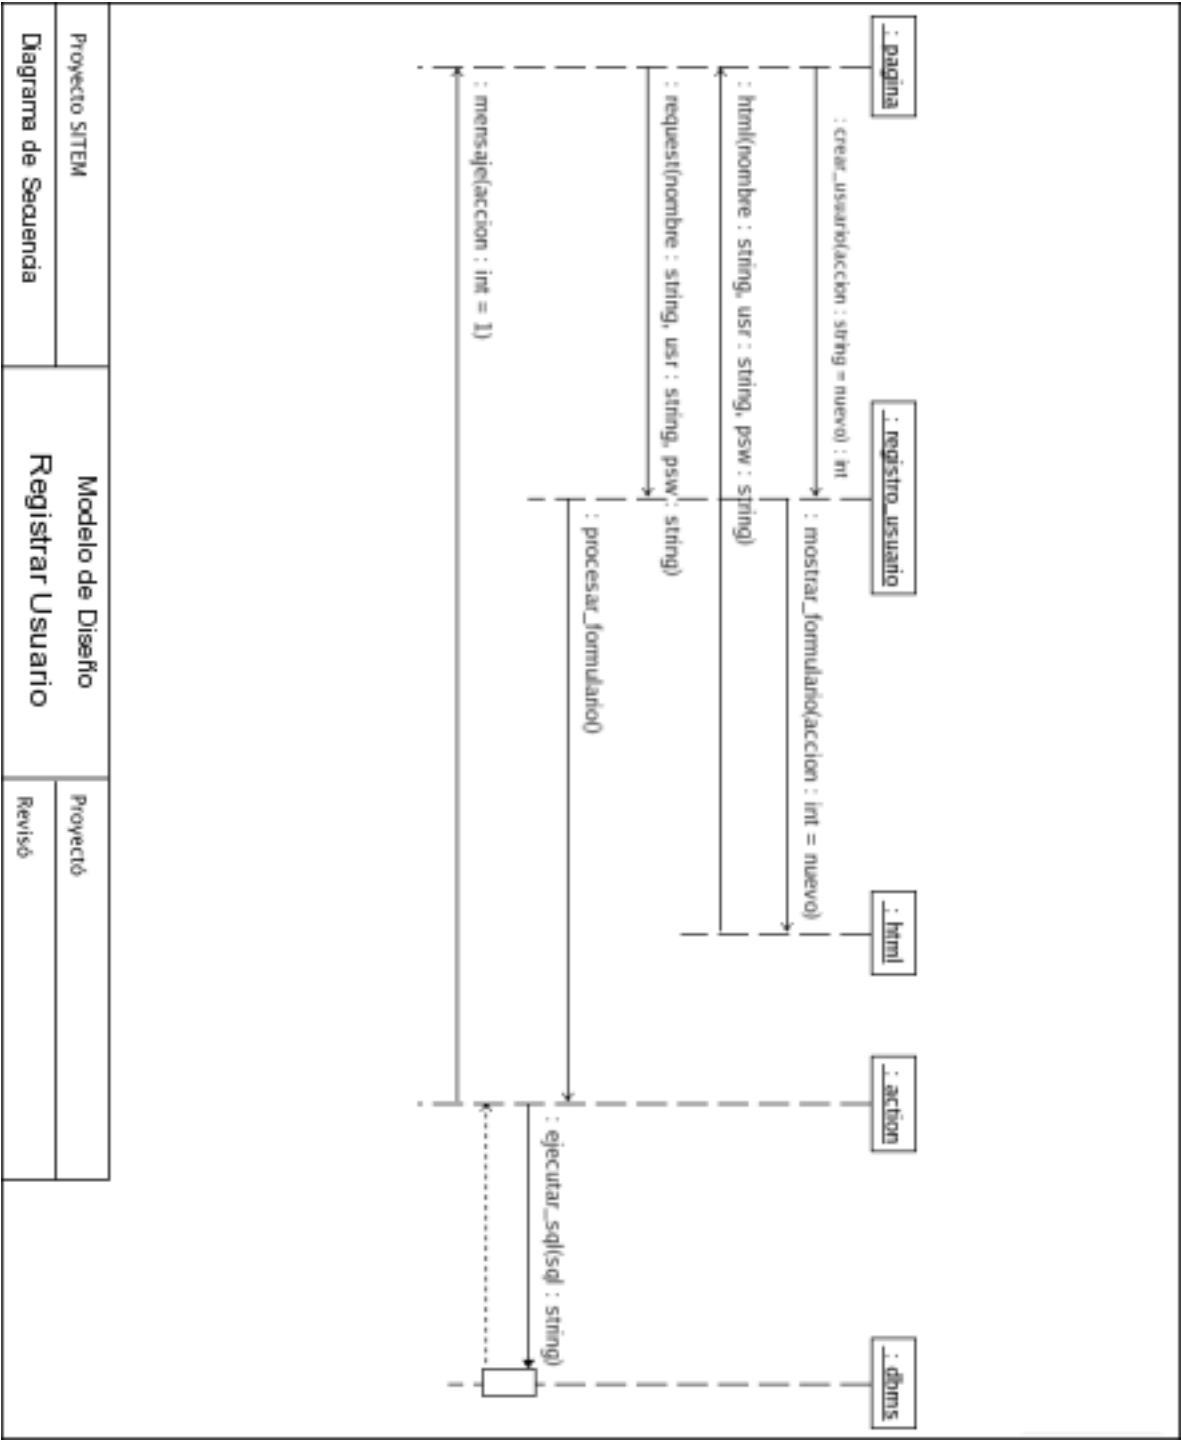 : pagina
: registro_usuario
: html
: action
: dbms
: crear_usuario(accion : string = nuevo) : int
: mostrar_formulario(accion : int = nuevo)
: html(nombre : string, usr : string, psw : string)
: request(nombre : string, usr : string, psw : string)
: procesar_formulario()
: ejecutar_sql(sql : string)
: mensaje(accion : int = 1)
Proyecto SITEM
Diagrama de Secuencia
Modelo de Diseño
Registrar Usuario
Proyectó
Revisó